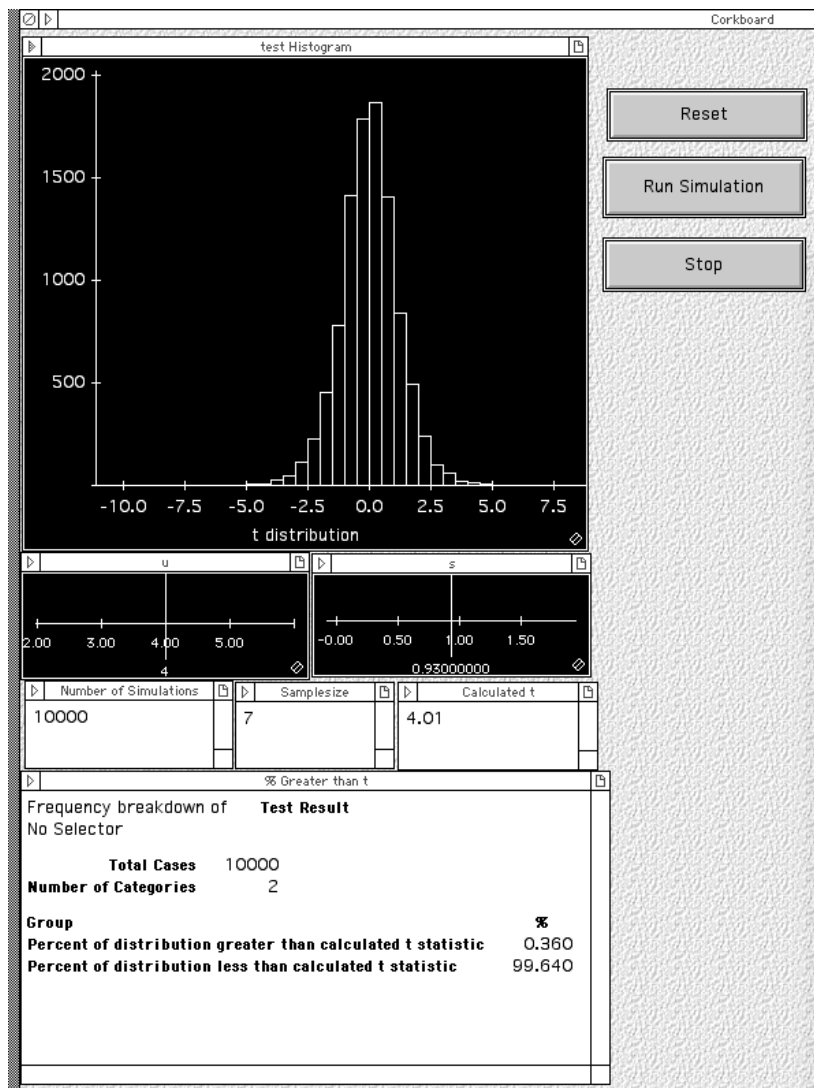 Corkboard
test Histogram
2000
1500
1000
500
-10.0 -7.5 -5.0 -2.5 0.0 2.5 5.0 7.5
t distribution
Reset
Run Simulation
Stop
u
2.00 3.00 4.00 5.00
4
s
-0.00 0.50 1.00 1.50
0.93000000
Number of Simulations
10000
Samplesize
7
Calculated t
4.01
% Greater than t
Frequency breakdown of Test Result
No Selector
Total Cases 10000
Number of Categories 2
Group %
Percent of distribution greater than calculated t statistic 0.360
Percent of distribution less than calculated t statistic 99.640